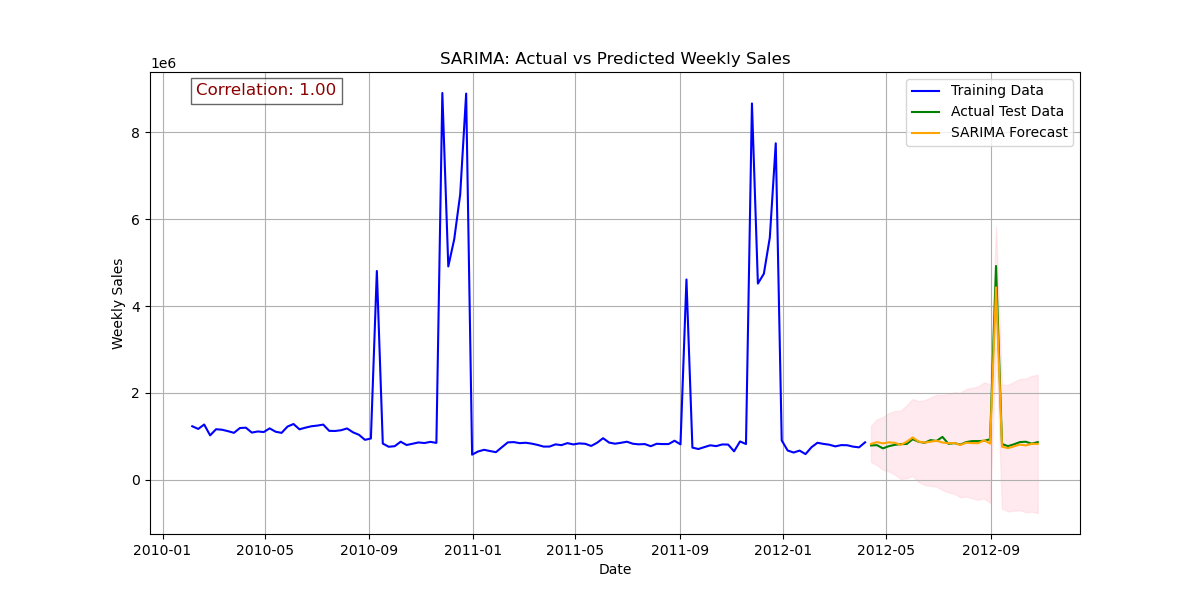 SARIMA: Actual vs Predicted Weekly Sales
1e6
Correlation: 1.00
Training Data
Actual Test Data
SARIMA Forecast
8
6
4
2
0
Weekly Sales
2010-01 2010-05 2010-09 2011-01 2011-05 2011-09 2012-01 2012-05 2012-09
Date